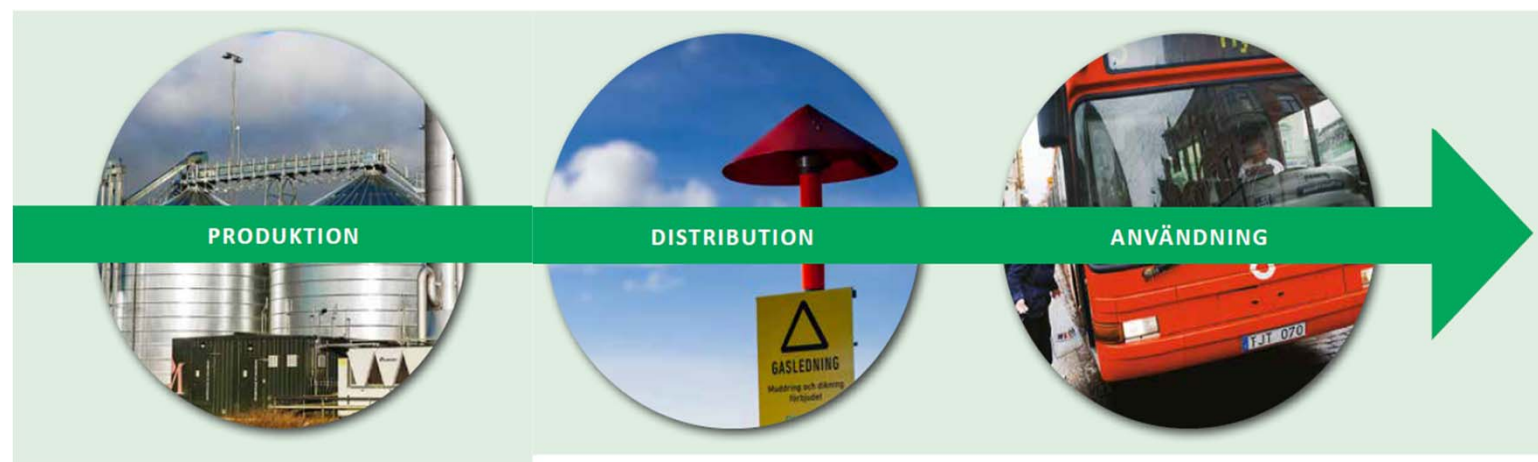 PRODUKTION
DISTRIBUTION
ANVÄNDNING
GASLEDNING
Muddring och dikning
förbjudet
TJT 070